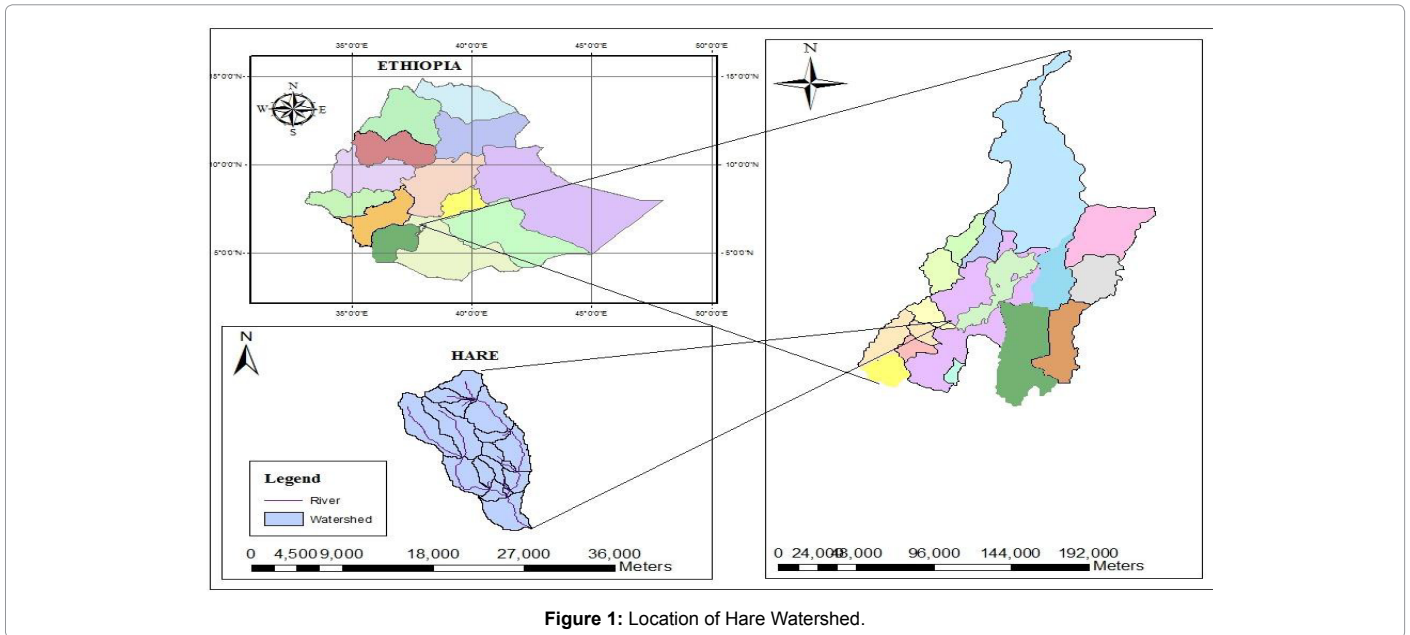 35°0'0"E 40°0'0"E 45°0'0"E 50°0'0"E
ETHIOPIA
15°0'0"N 15°0'0"N
N
W E
S
10°0'0"N 10°0'0"N
5°0'0"N 5°0'0"N
35°0'0"E 40°0'0"E 45°0'0"E 50°0'0"E
N
0 24,000 48,000 96,000 144,000 192,000
Meters
N
HARE
Legend
River
Watershed
0 4,500 9,000 18,000 27,000 36,000
Meters
Figure 1: Location of Hare Watershed.